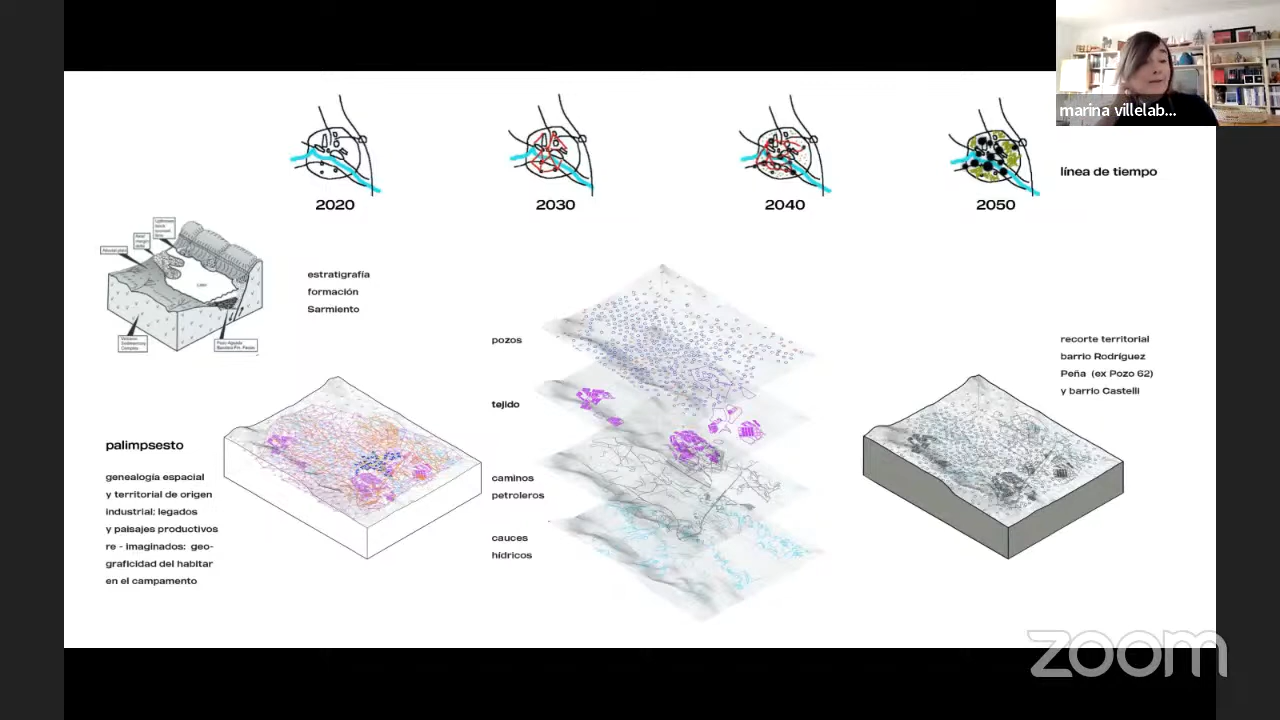 marina villelab...
línea de tiempo
2020
2030
2040
2050
estratigrafía
formación
Sarmiento
pozos
tejido
caminos
petroleros
cauces
hídricos
recorte territorial
barrio Rodríguez
Peña (ex Pozo 62)
y barrio Castelli
palimpsesto
genealogía espacial
y territorial de origen
industrial: legados
y paisajes productivos
re - imaginados: geo-
graficidad del habitar
en el campamento
zoom